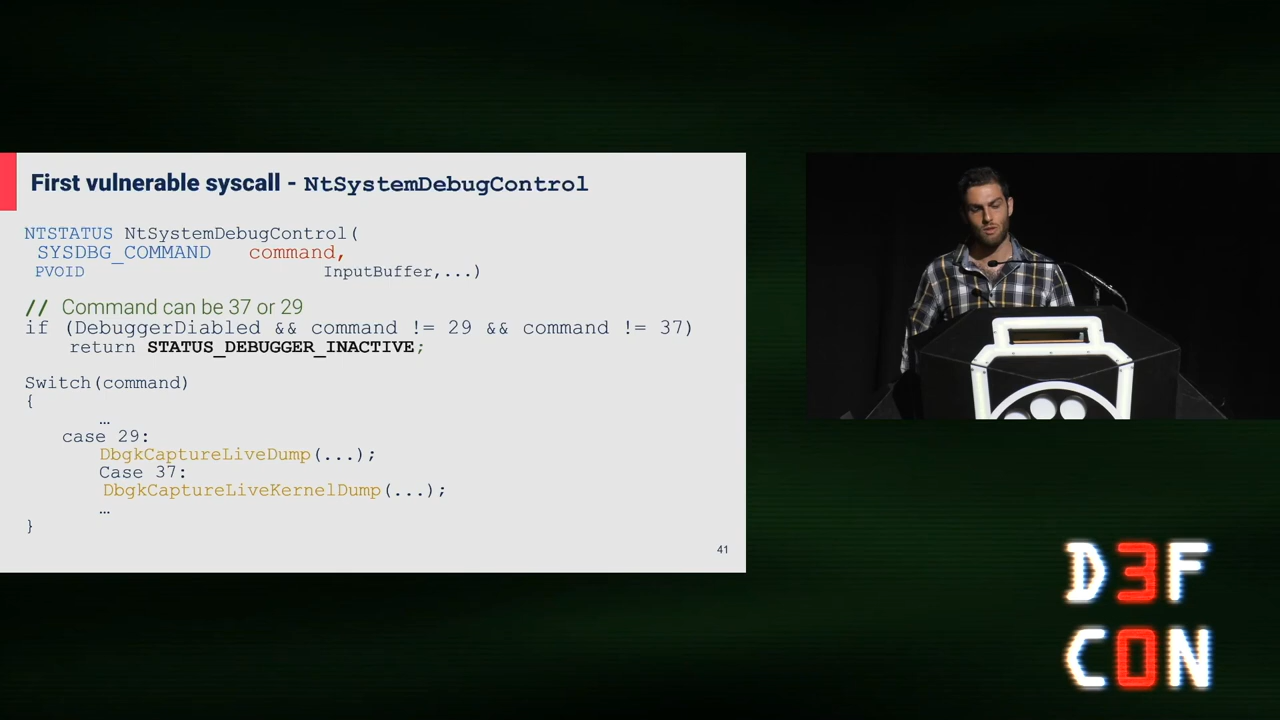 First vulnerable syscall - NtSystemDebugControl
NTSTATUS NtSystemDebugControl(
SYSDBG_COMMAND command,
PVOID InputBuffer,...)
// Command can be 37 or 29
if (DebuggerDiabled && command != 29 && command != 37)
return STATUS_DEBUGGER_INACTIVE;
Switch(command)
{
…
case 29:
DbgkCaptureLiveDump(...);
Case 37:
DbgkCaptureLiveKernelDump(...);
…
}
41
D3F
C0N